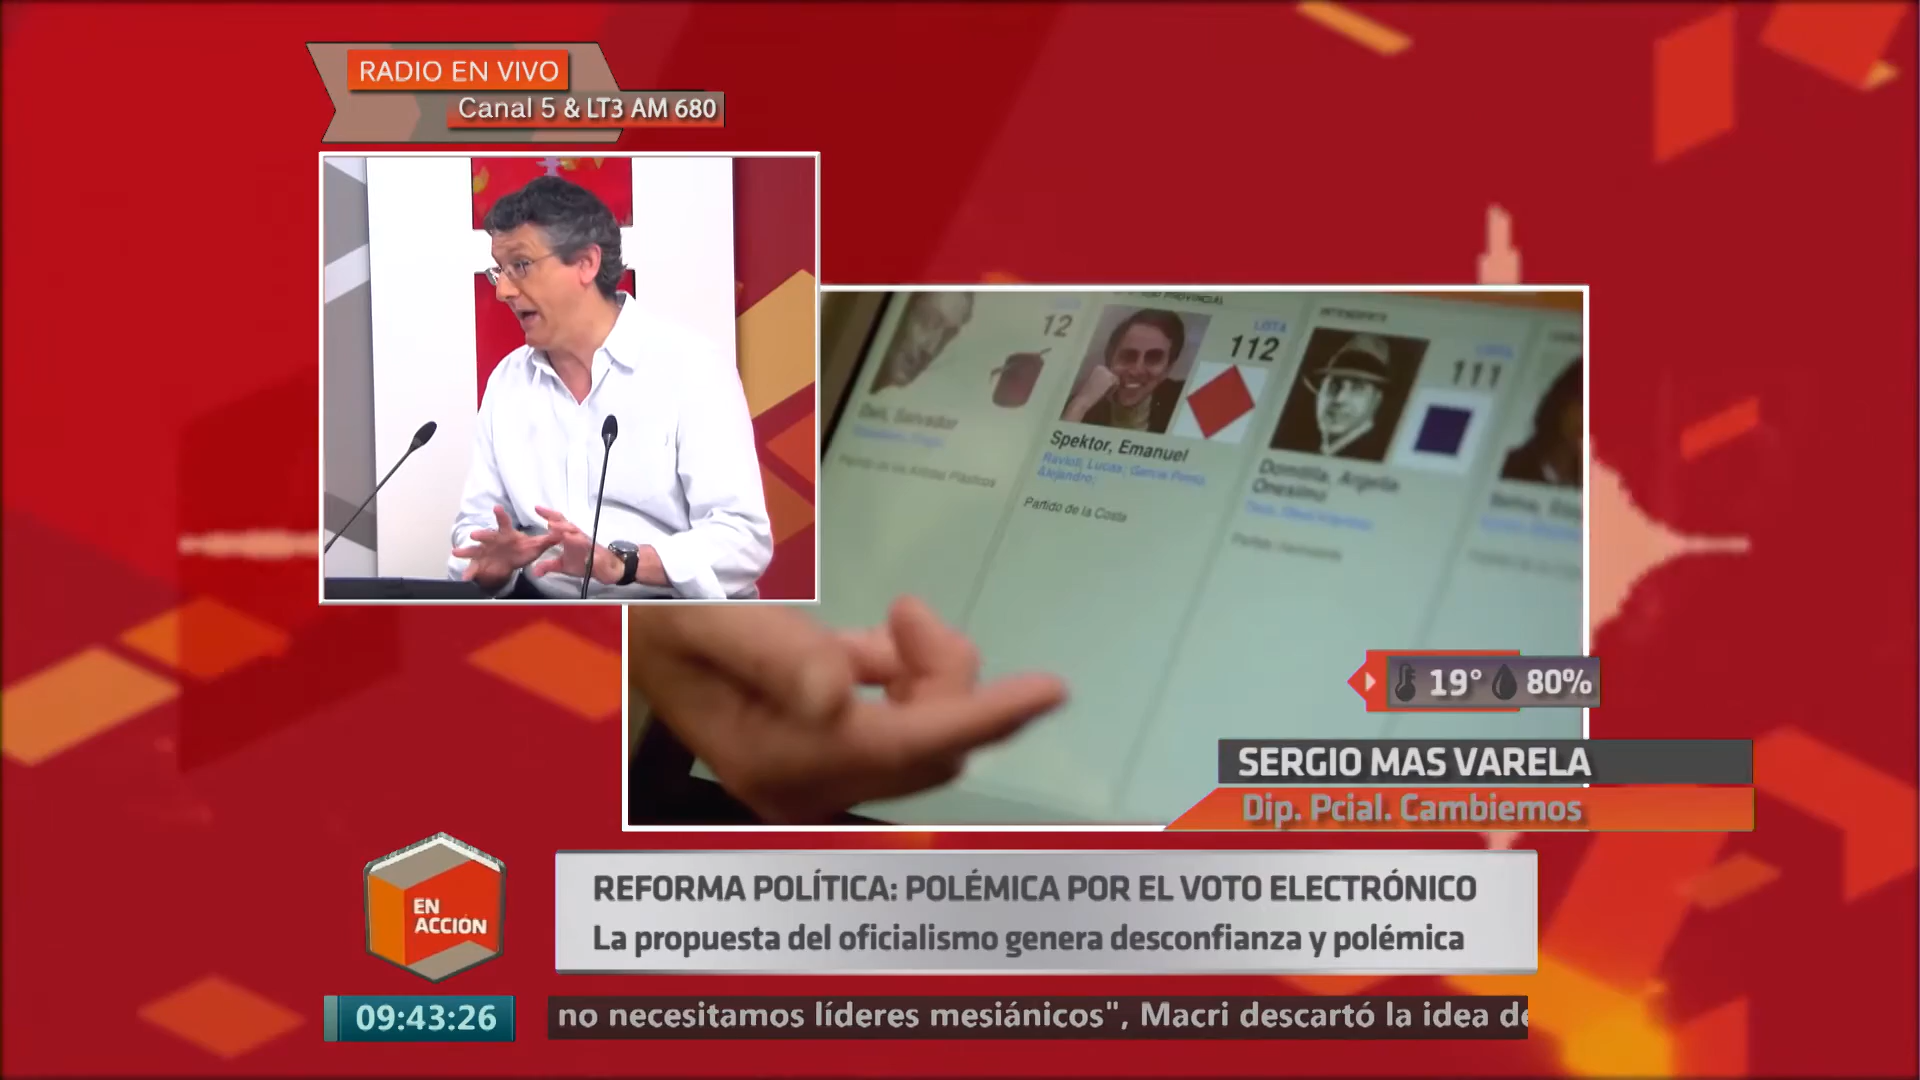 RADIO EN VIVO
Canal 5 & LT3 AM 680
12
112
111
Spektor, Emanuel
Partido de la Costa
19° 80%
SERGIO MAS VARELA
Dip. Pcial. Cambiemos
EN
ACCIÓN
REFORMA POLÍTICA: POLÉMICA POR EL VOTO ELECTRÓNICO
La propuesta del oficialismo genera desconfianza y polémica
09:43:26
no necesitamos líderes mesiánicos", Macri descartó la idea de